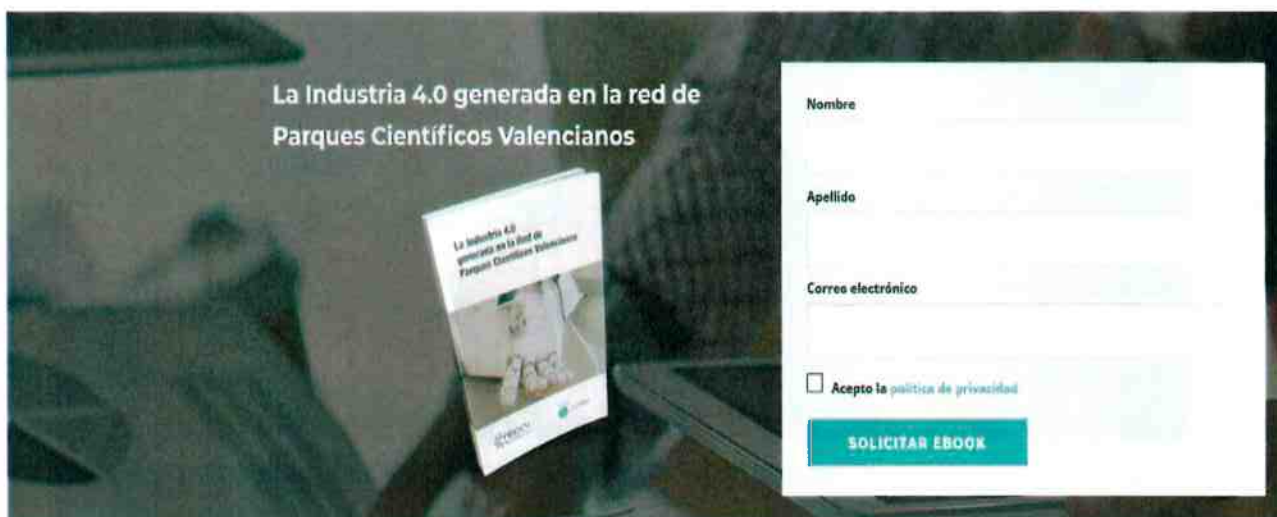 La Industria 4.0 generada en la red de
Parques Científicos Valencianos
La Industria 4.0
generada en la Red de
Parques Científicos Valencianos
Nombre
Apellido
Correo electrónico
Acepto la política de privacidad
SOLICITAR EBOOK